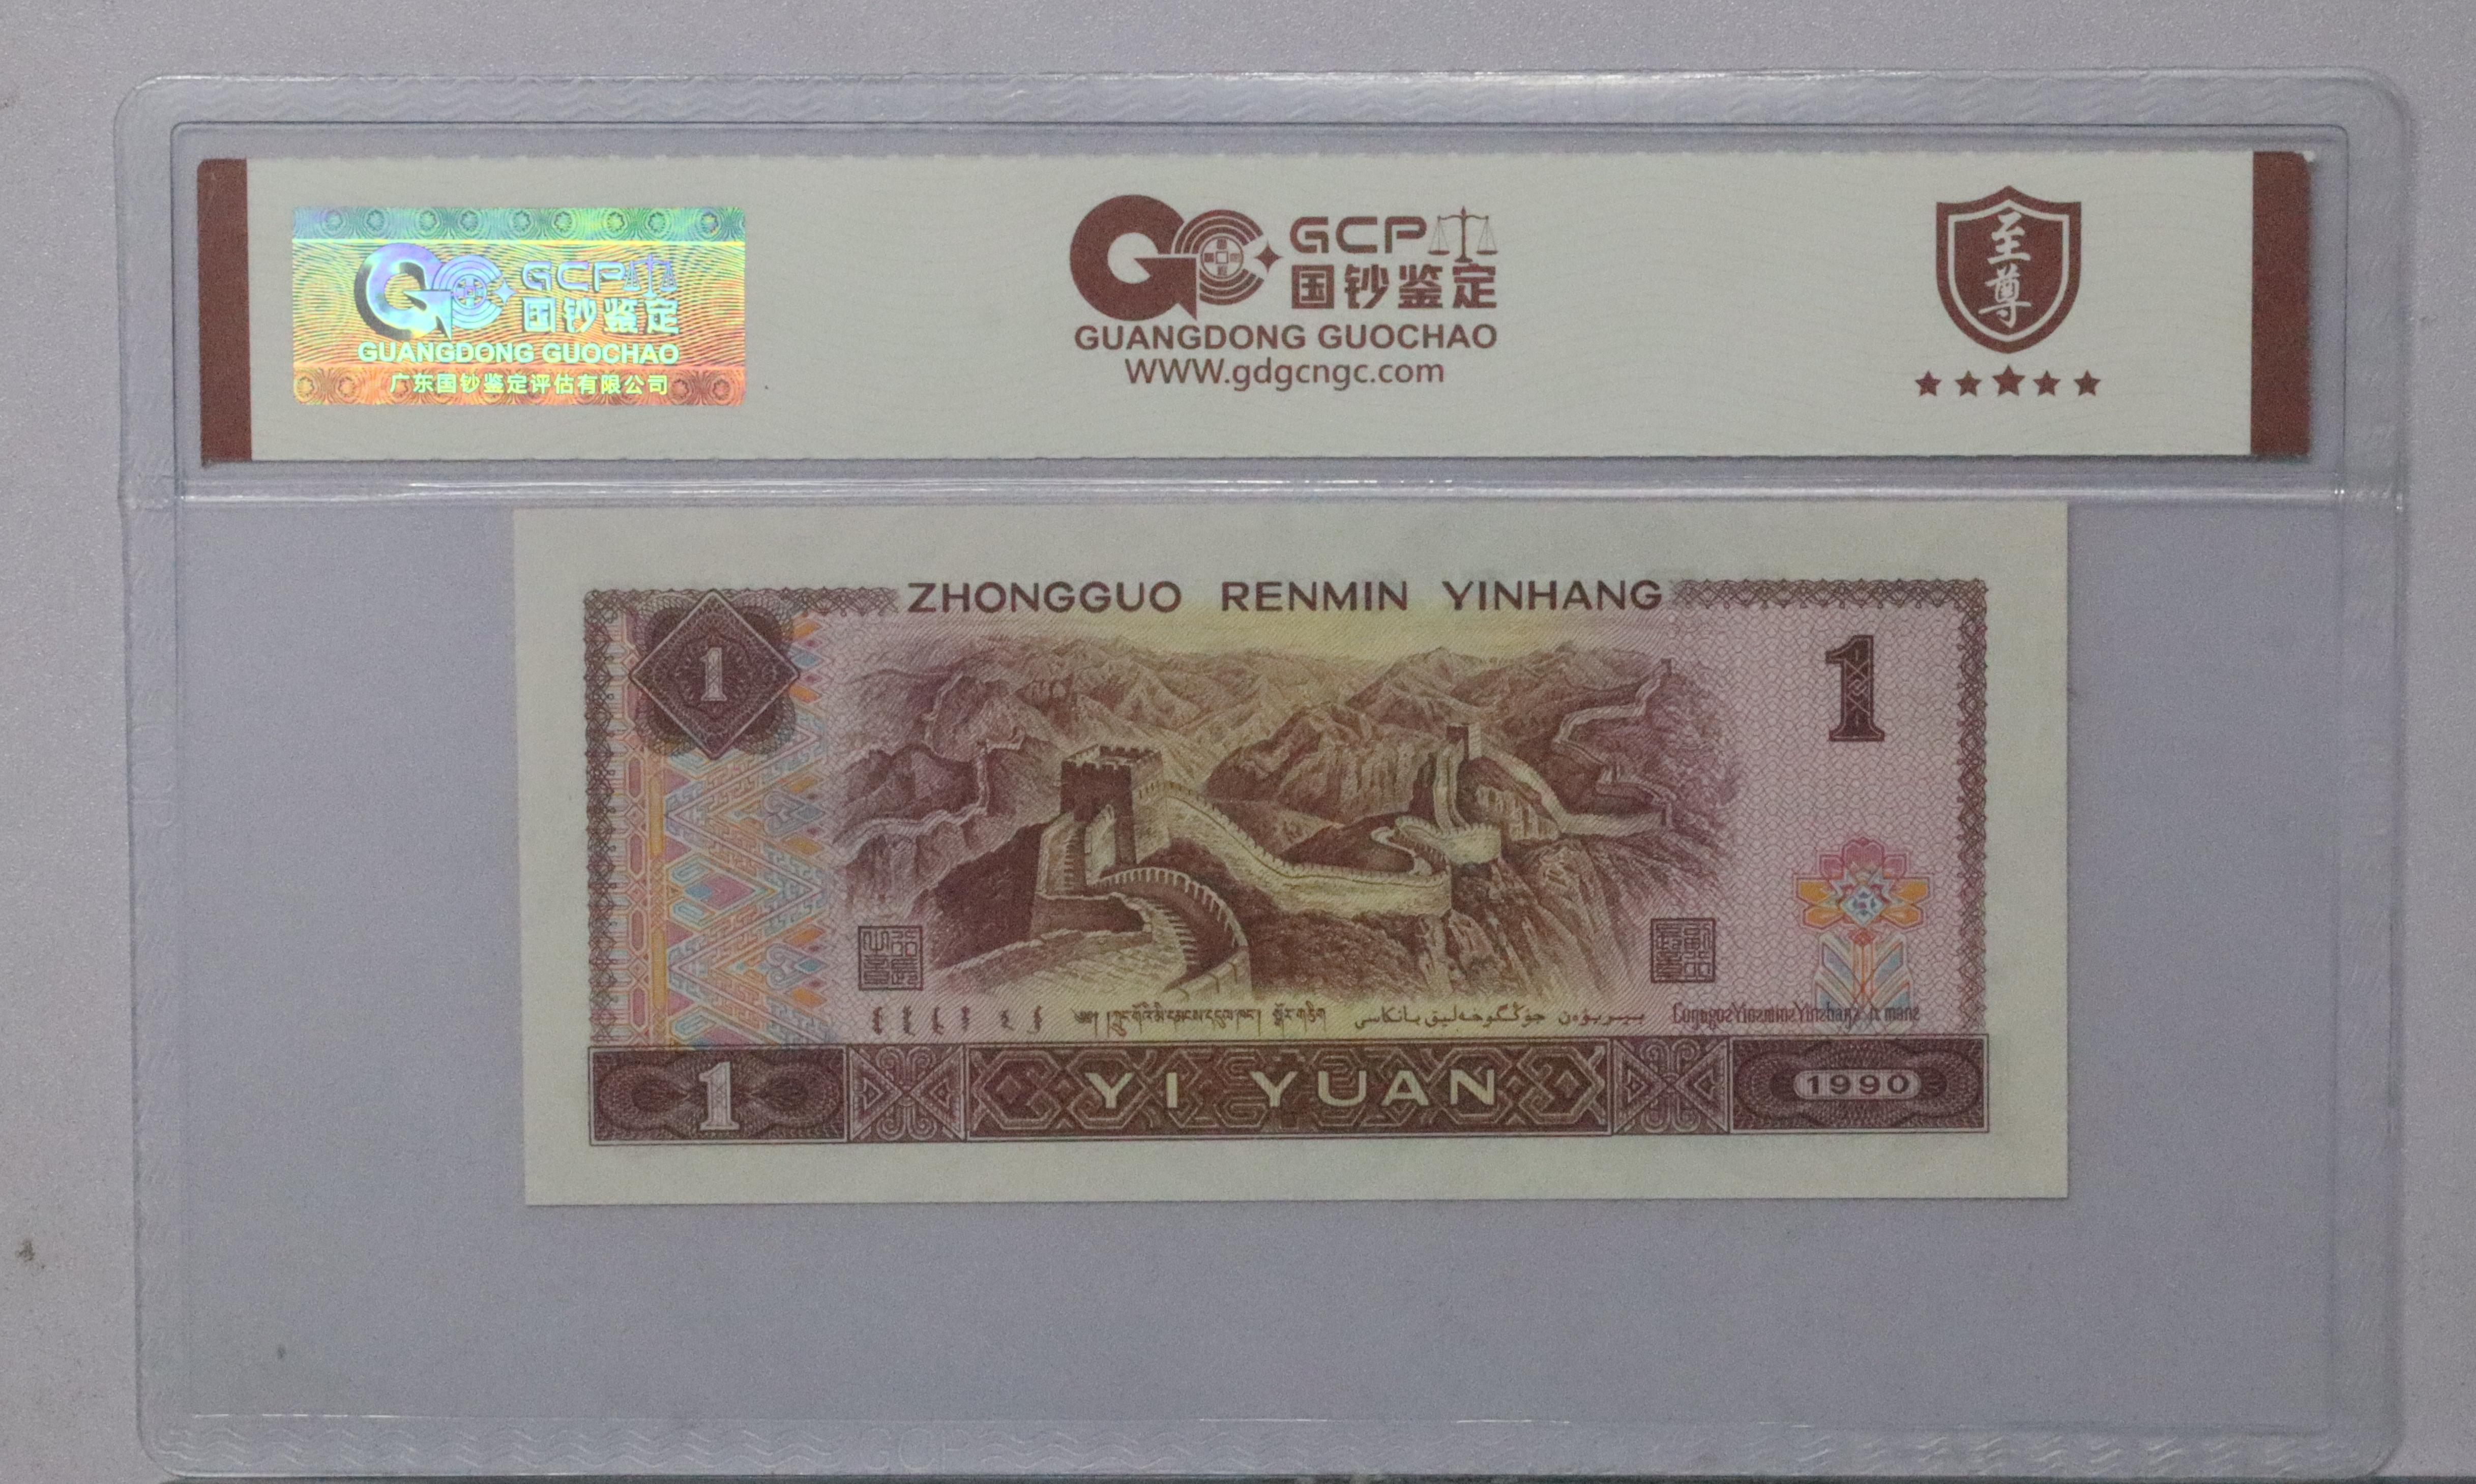 GCP
国钞鉴定
GUANGDONG GUOCHAO
广东国钞鉴定评估有限公司
GCP
国钞鉴定
GUANGDONG GUOCHAO
WWW.gdgcngc.com
至尊
ZHONGGUO RENMIN YINHANG
1
1
1 YI YUAN 1990